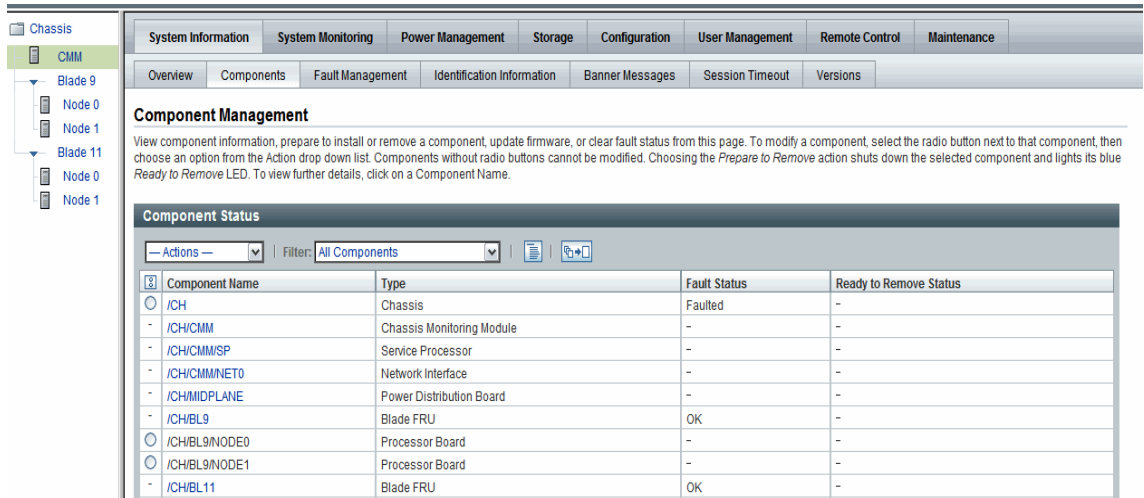 Chassis
CMM
Blade 9
Node 0
Node 1
Blade 11
Node 0
Node 1
System Information System Monitoring Power Management Storage Configuration User Management Remote Control Maintenance
Overview Components Fault Management Identification Information Banner Messages Session Timeout Versions
Component Management
View component information, prepare to install or remove a component, update firmware, or clear fault status from this page. To modify a component, select the radio button next to that component, then
choose an option from the Action drop down list. Components without radio buttons cannot be modified. Choosing the Prepare to Remove action shuts down the selected component and lights its blue
Ready to Remove LED. To view further details, click on a Component Name.
Component Status
— Actions — Filter: All Components
Component Name Type Fault Status Ready to Remove Status
/CH Chassis Faulted -
- /CH/CMM Chassis Monitoring Module - -
- /CH/CMM/SP Service Processor - -
- /CH/CMM/NET0 Network Interface - -
- /CH/MIDPLANE Power Distribution Board - -
- /CH/BL9 Blade FRU OK -
/CH/BL9/NODE0 Processor Board - -
/CH/BL9/NODE1 Processor Board - -
- /CH/BL11 Blade FRU OK -